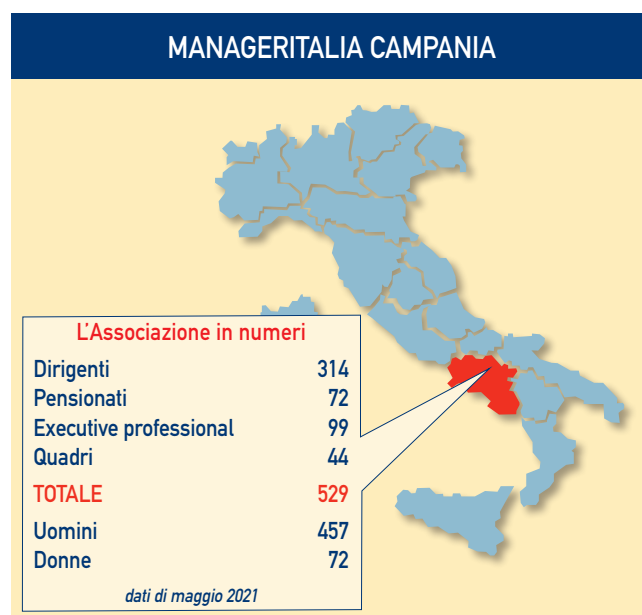 MANAGERITALIA CAMPANIA
L'Associazione in numeri
Dirigenti 314
Pensionati 72
Executive professional 99
Quadri 44
TOTALE 529
Uomini 457
Donne 72
dati di maggio 2021